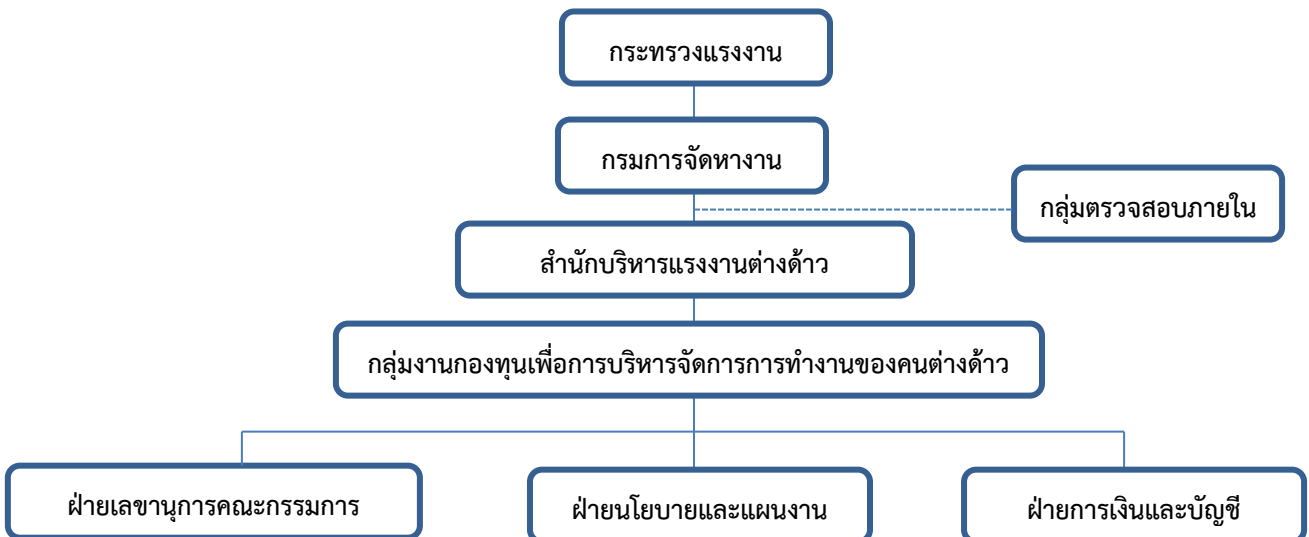 กระทรวงแรงงาน
กรมการจัดหางาน
กลุ่มตรวจสอบภายใน
สำนักบริหารแรงงานต่างด้าว
กลุ่มงานกองทุนเพื่อการบริหารจัดการการทำงานของคนต่างด้าว
ฝ่ายเลขานุการคณะกรรมการ
ฝ่ายนโยบายและแผนงาน
ฝ่ายการเงินและบัญชี